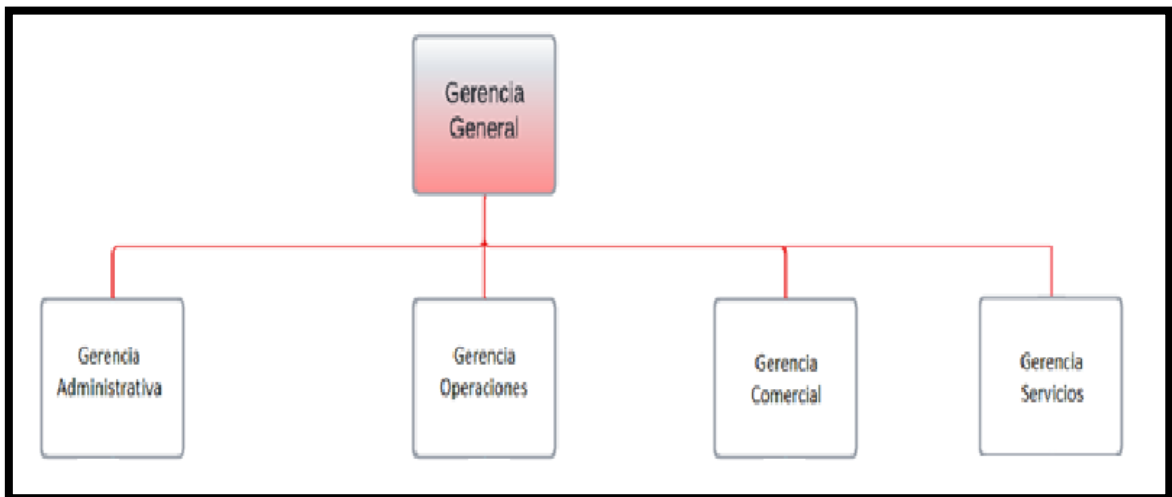 Gerencia
General
Gerencia
Administrativa
Gerencia
Operaciones
Gerencia
Comercial
Gerencia
Servicios